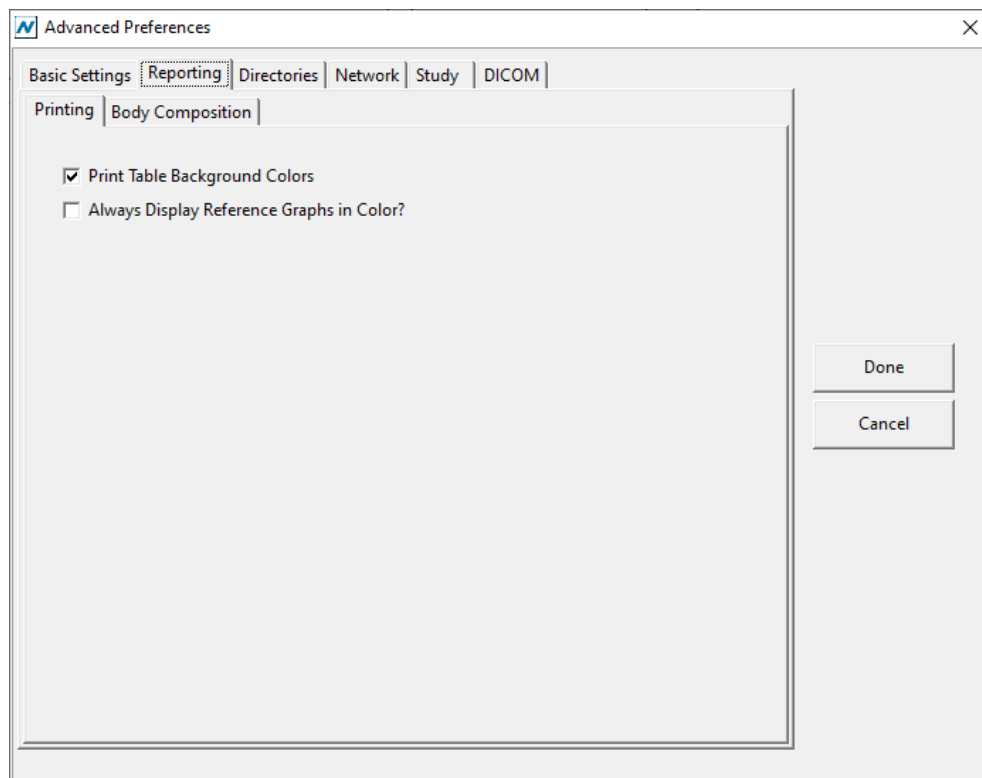 Advanced Preferences
Basic Settings Reporting Directories Network Study DICOM
Printing Body Composition
Print Table Background Colors
Always Display Reference Graphs in Color?
Done
Cancel